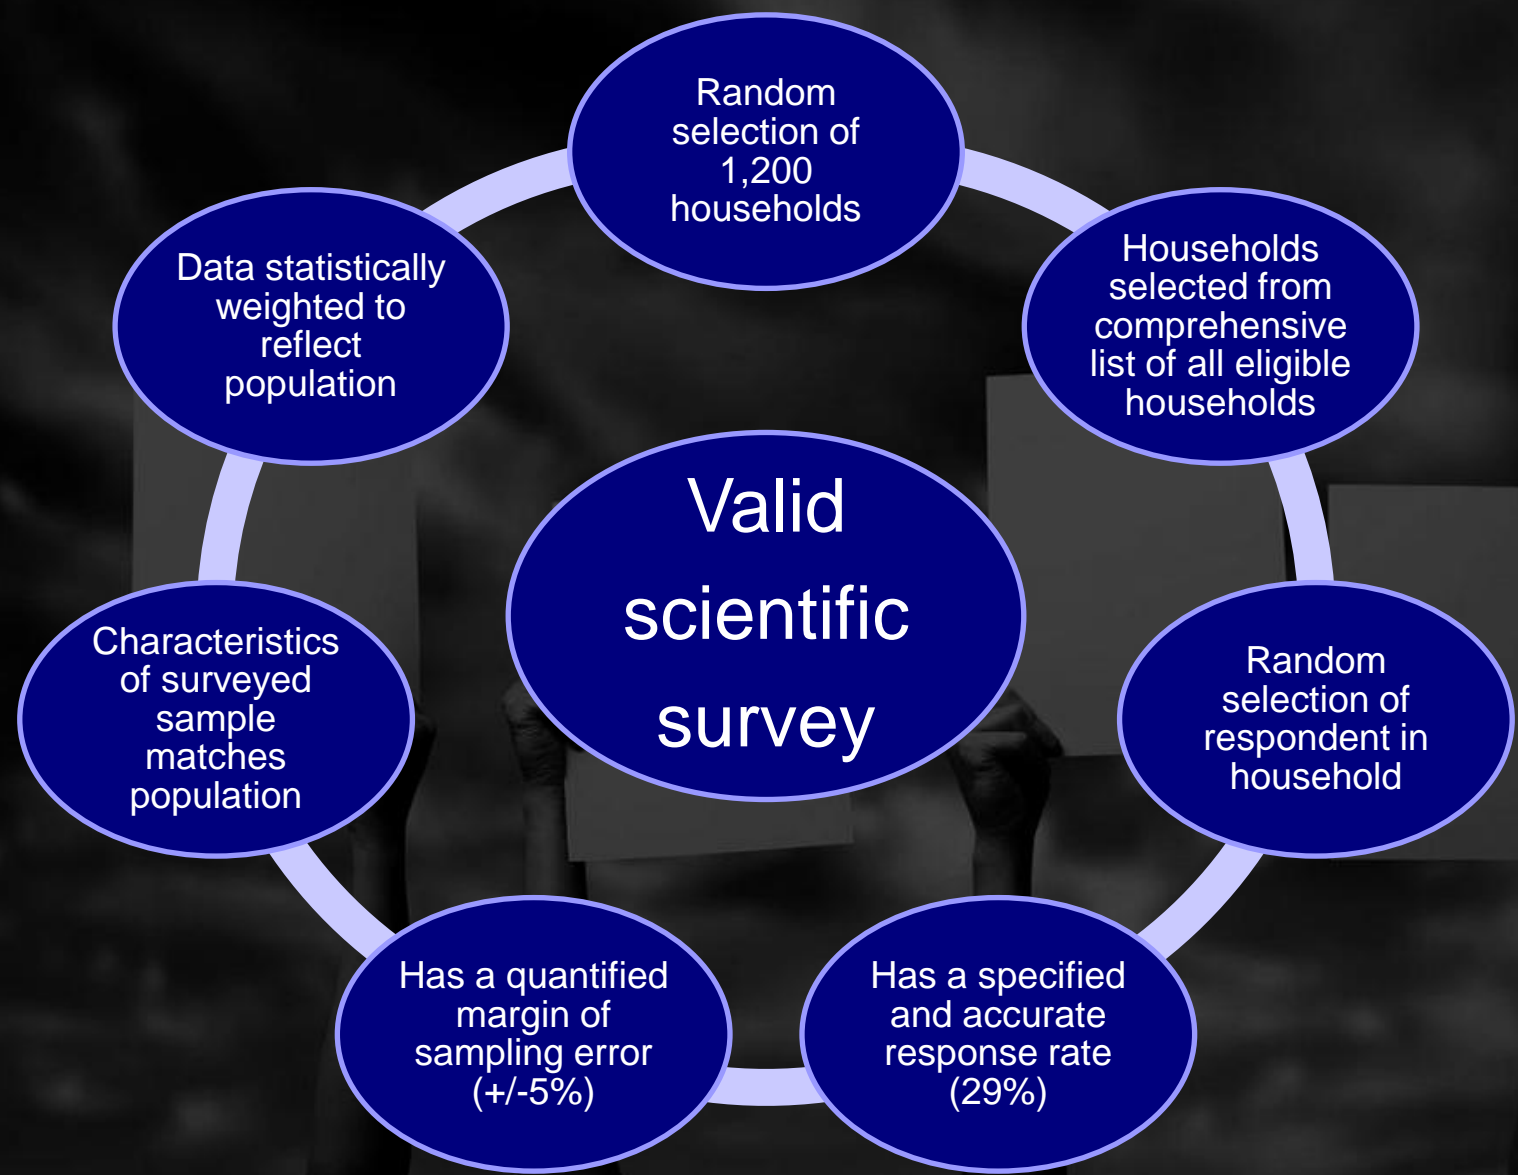 Valid
scientific
survey
Random
selection of
1,200
households
Households
selected from
comprehensive
list of all eligible
households
Random
selection of
respondent in
household
Has a specified
and accurate
response rate
(29%)
Has a quantified
margin of
sampling error
(+/-5%)
Characteristics
of surveyed
sample
matches
population
Data statistically
weighted to
reflect
population